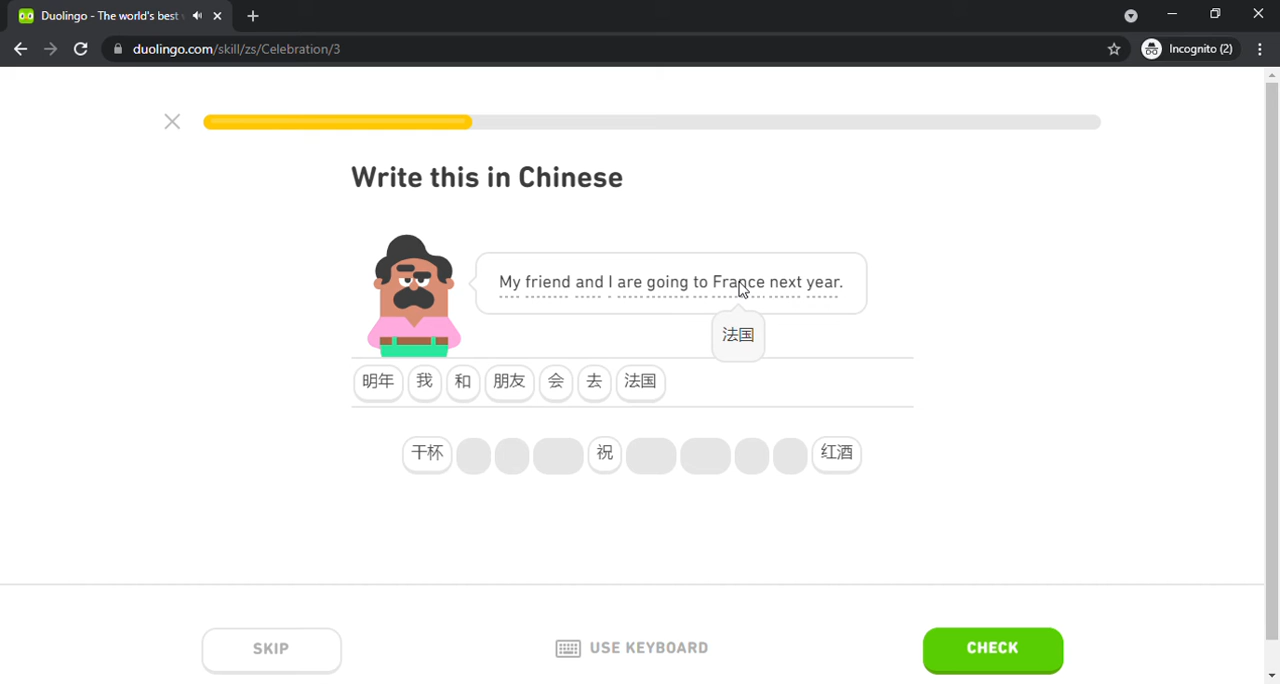 Duolingo - The world's best
duolingo.com/skill/zs/Celebration/3
Incognito (2)
Write this in Chinese
My friend and I are going to France next year.
法国
明年 我 和 朋友 会 去 法国
干杯 祝 红酒
SKIP
USE KEYBOARD
CHECK